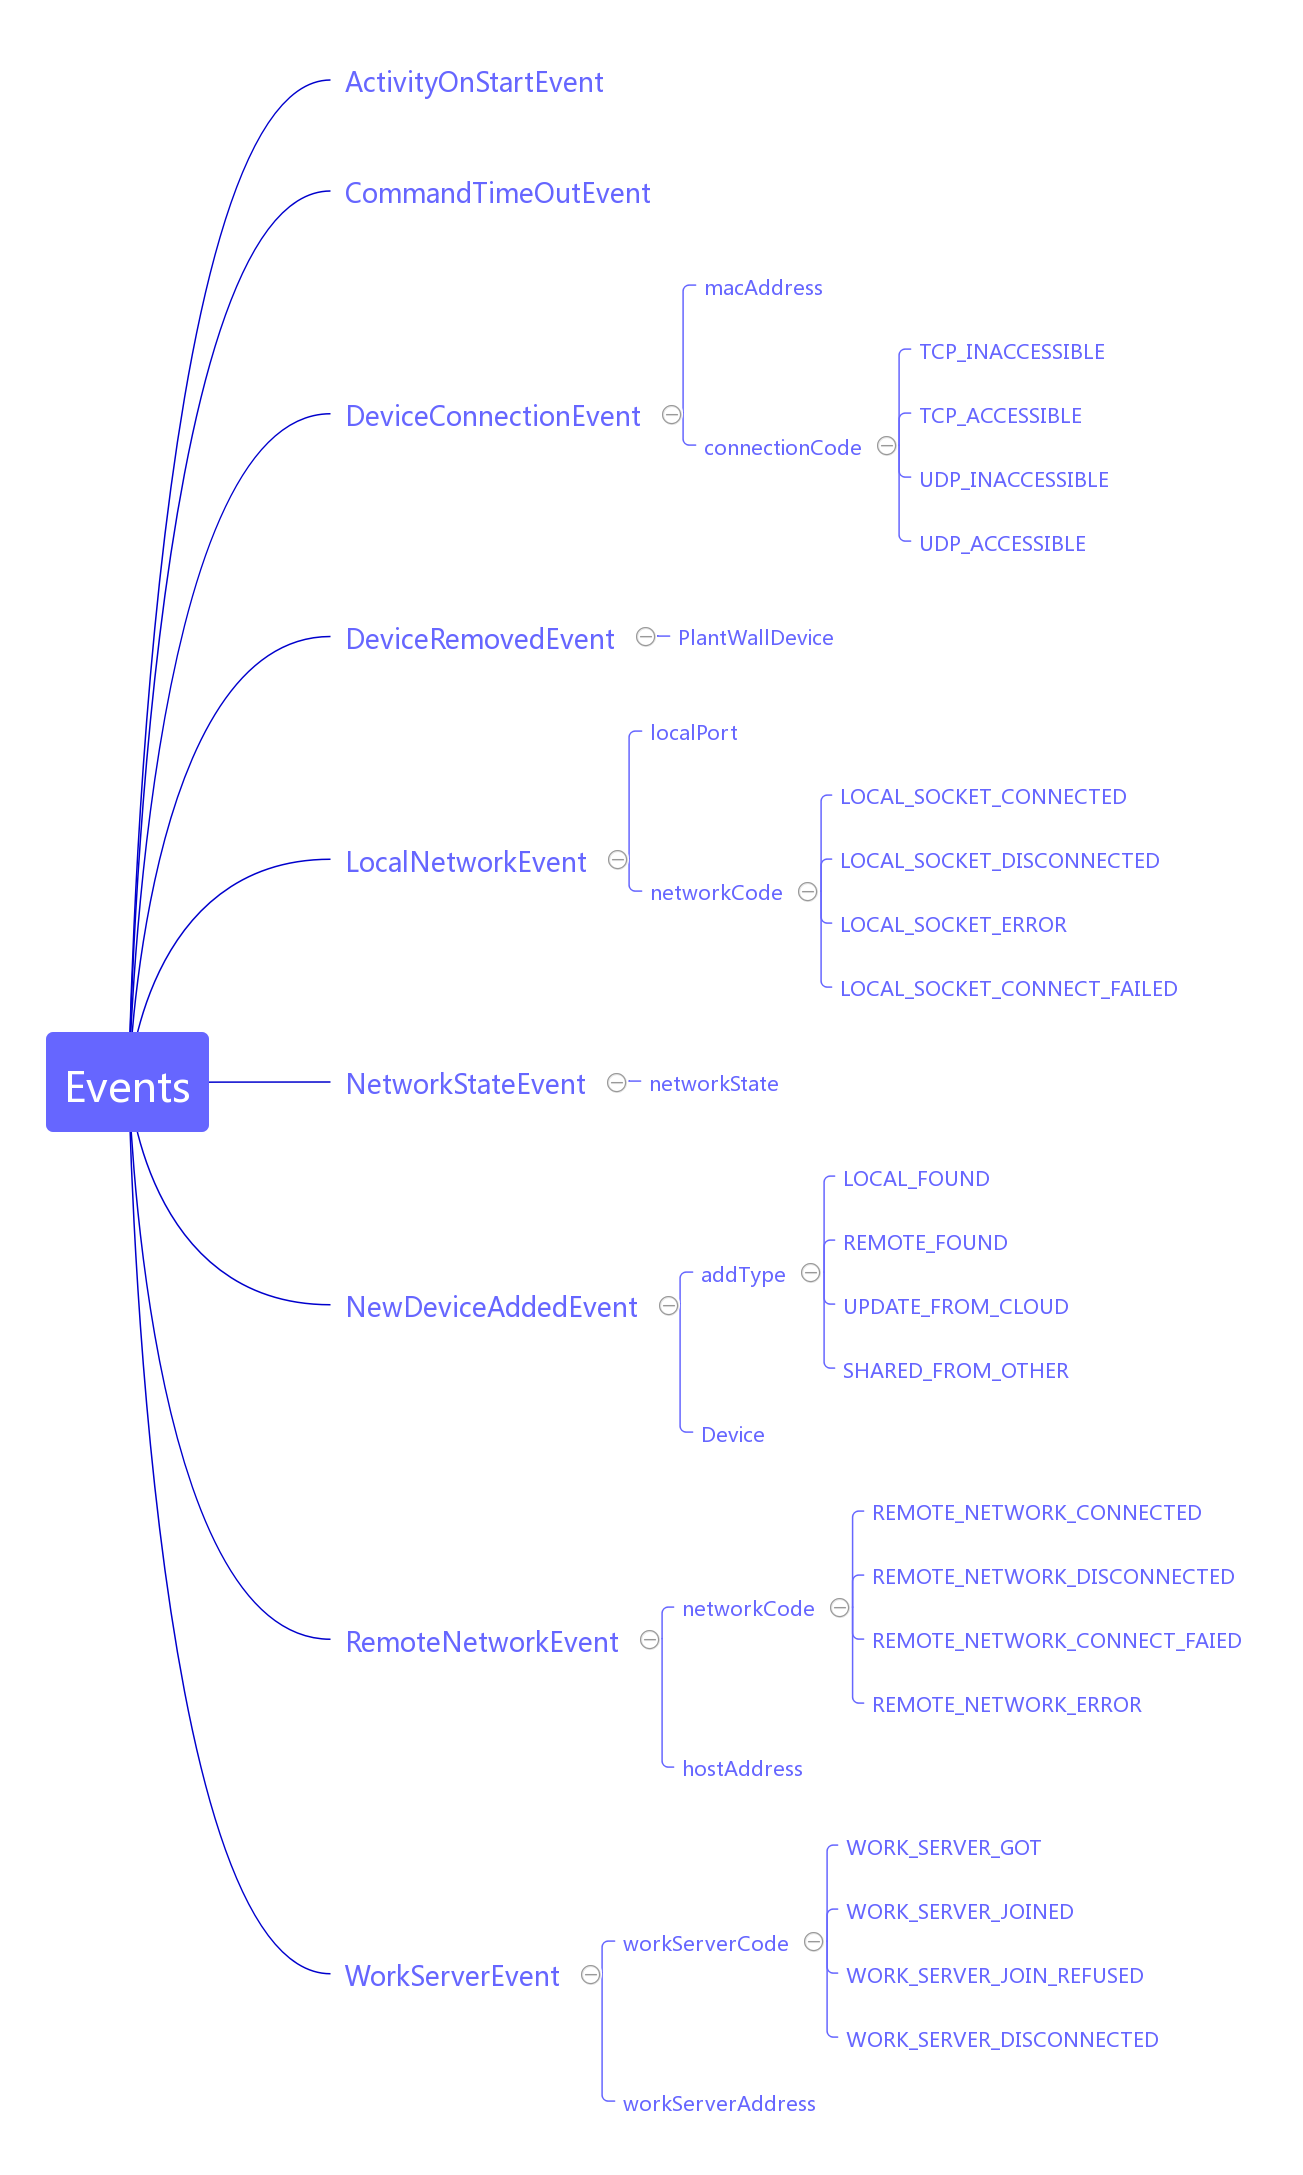 ActivityOnStartEvent
CommandTimeOutEvent
macAddress
TCP_INACCESSIBLE
TCP_ACCESSIBLE
DeviceConnectionEvent
connectionCode
UDP_INACCESSIBLE
UDP_ACCESSIBLE
DeviceRemovedEvent
PlantWallDevice
localPort
LOCAL_SOCKET_CONNECTED
LOCAL_SOCKET_DISCONNECTED
LocalNetworkEvent
networkCode
LOCAL_SOCKET_ERROR
LOCAL_SOCKET_CONNECT_FAILED
Events
NetworkStateEvent
networkState
LOCAL_FOUND
REMOTE_FOUND
addType
NewDeviceAddedEvent
UPDATE_FROM_CLOUD
SHARED_FROM_OTHER
Device
REMOTE_NETWORK_CONNECTED
REMOTE_NETWORK_DISCONNECTED
networkCode
RemoteNetworkEvent
REMOTE_NETWORK_CONNECT_FAIED
REMOTE_NETWORK_ERROR
hostAddress
WORK_SERVER_GOT
WORK_SERVER_JOINED
workServerCode
WorkServerEvent
WORK_SERVER_JOIN_REFUSED
WORK_SERVER_DISCONNECTED
workServerAddress